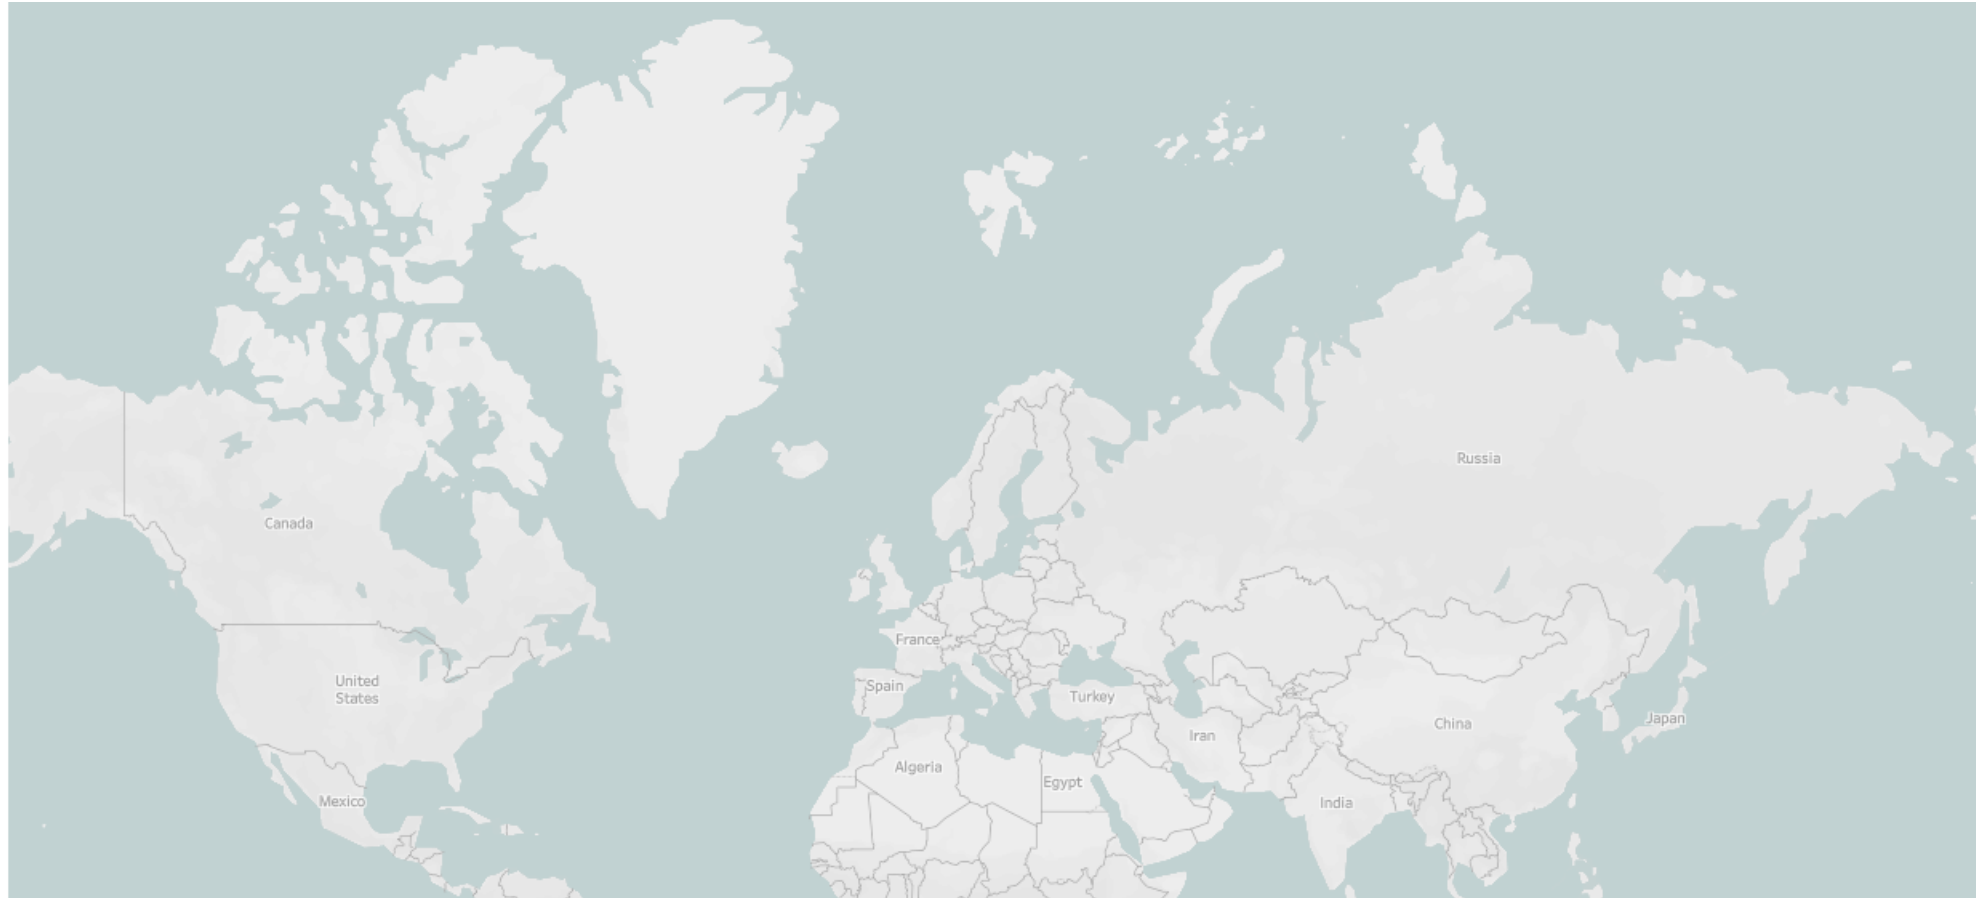 Russia
Canada
France
United
States
Spain
Turkey
Japan
China
Iran
Algeria
Egypt
Mexico
India